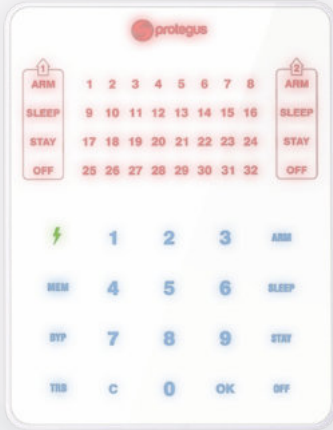 protegus
1 2
ARM 1 2 3 4 5 6 7 8 ARM
SLEEP 9 10 11 12 13 14 15 16 SLEEP
STAY 17 18 19 20 21 22 23 24 STAY
OFF 25 26 27 28 29 30 31 32 OFF
1 2 3 ARM
MEM 4 5 6 SLEEP
BYP 7 8 9 STAY
TRB C 0 OK OFF